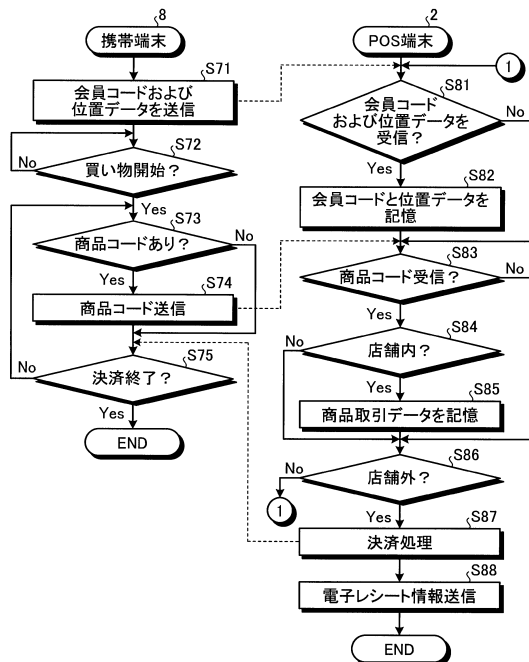 8
携帯端末
S71
会員コードおよび
位置データを送信
S72
買い物開始？
No
Yes
S73
商品コードあり？
No
Yes
S74
商品コード送信
S75
決済終了？
No
Yes
END
2
POS端末
1
S81
会員コード
および位置データを
受信？
No
Yes
S82
会員コードと位置データを
記憶
S83
商品コード受信？
No
Yes
S84
店舗内？
No
Yes
S85
商品取引データを記憶
S86
店舗外？
No
1
Yes
S87
決済処理
S88
電子レシート情報送信
END